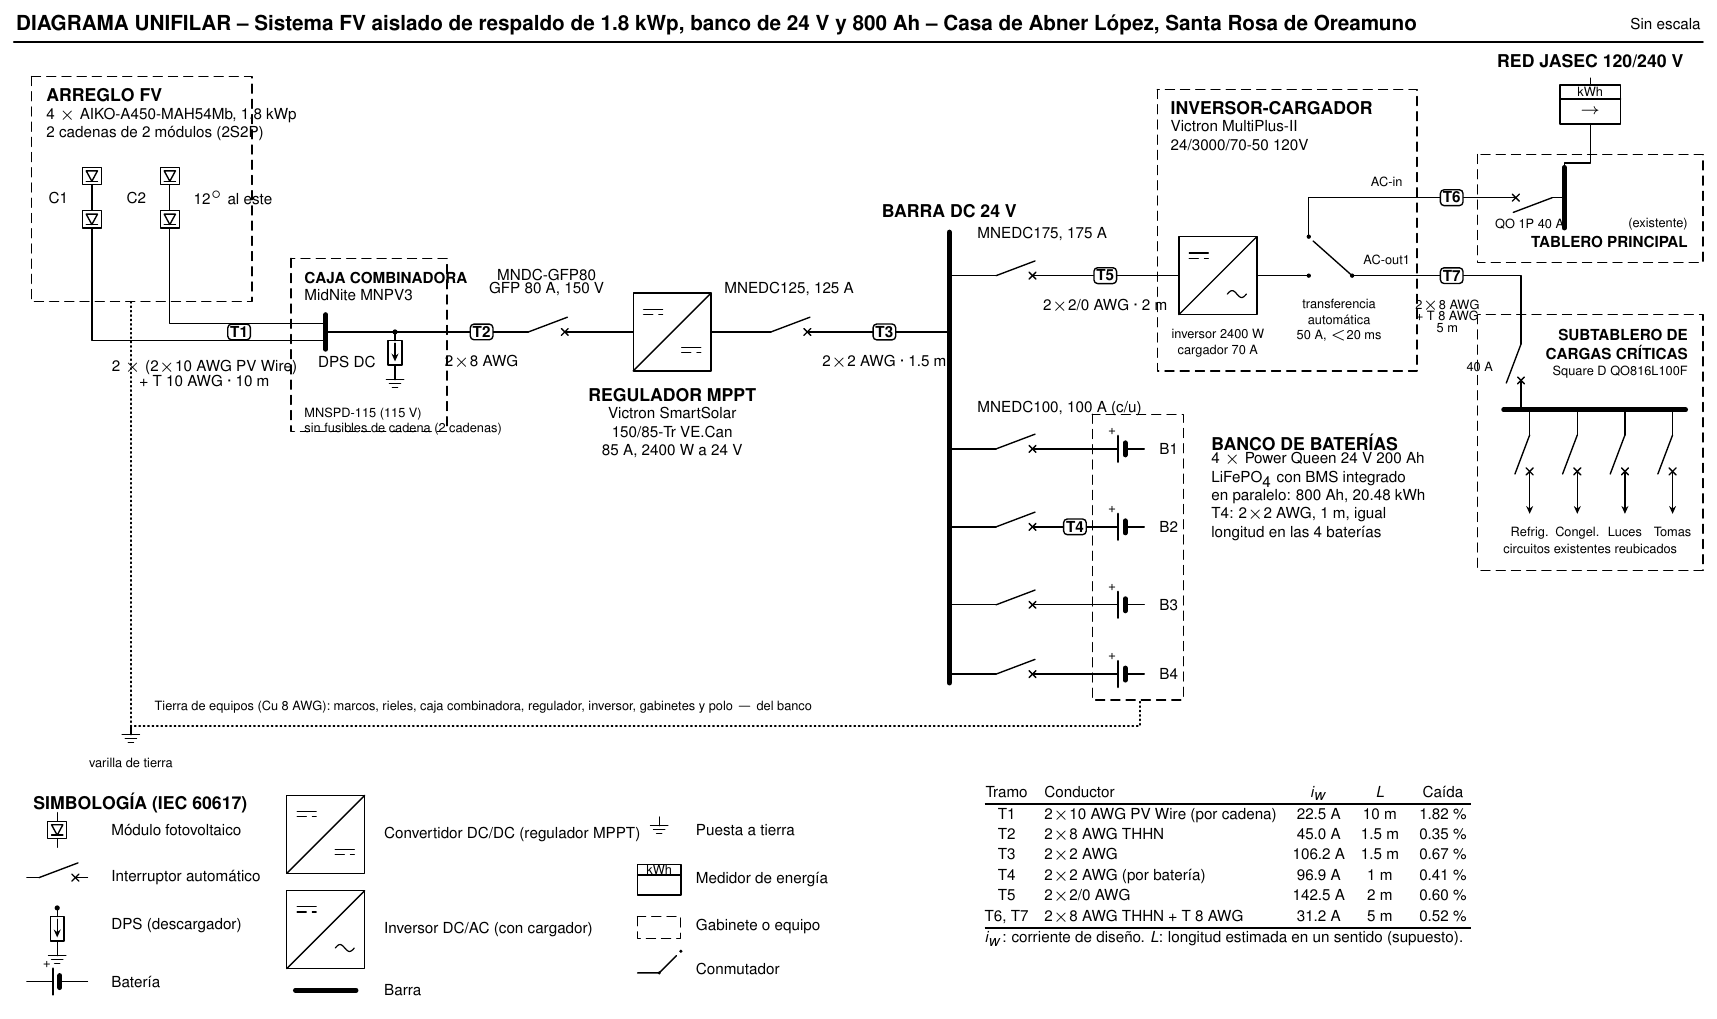 DIAGRAMA UNIFILAR – Sistema FV aislado de respaldo de 1.8 kWp, banco de 24 V y 800 Ah – Casa de Abner López, Santa Rosa de Oreamuno
Sin escala
RED JASEC 120/240 V
kWh
ARREGLO FV
4 × AIKO-A450-MAH54Mb, 1.8 kWp
2 cadenas de 2 módulos (2S2P)
C1
C2
12○ al este
T1
2 × (2×10 AWG PV Wire)
+ T 10 AWG · 10 m
CAJA COMBINADORA
MidNite MNPV3
DPS DC
MNSPD-115 (115 V)
sin fusibles de cadena (2 cadenas)
T2
2×8 AWG
MNDC-GFP80
GFP 80 A, 150 V
REGULADOR MPPT
Victron SmartSolar
150/85-Tr VE.Can
85 A, 2400 W a 24 V
MNEDC125, 125 A
T3
2×2 AWG · 1.5 m
BARRA DC 24 V
MNEDC175, 175 A
T5
2×2/0 AWG · 2 m
INVERSOR-CARGADOR
Victron MultiPlus-II
24/3000/70-50 120V
AC-in
AC-out1
inversor 2400 W
cargador 70 A
transferencia
automática
50 A, <20 ms
T6
QO 1P 40 A
(existente)
TABLERO PRINCIPAL
T7
2×8 AWG
+ T 8 AWG
5 m
SUBTABLERO DE
CARGAS CRÍTICAS
Square D QO816L100F
40 A
Refrig. Congel. Luces Tomas
circuitos existentes reubicados
MNEDC100, 100 A (c/u)
+
B1
+
B2
T4
+
B3
+
B4
BANCO DE BATERÍAS
4 × Power Queen 24 V 200 Ah
LiFePO4 con BMS integrado
en paralelo: 800 Ah, 20.48 kWh
T4: 2×2 AWG, 1 m, igual
longitud en las 4 baterías
Tierra de equipos (Cu 8 AWG): marcos, rieles, caja combinadora, regulador, inversor, gabinetes y polo — del banco
varilla de tierra
SIMBOLOGÍA (IEC 60617)
Módulo fotovoltaico
Interruptor automático
DPS (descargador)
+
Batería
Convertidor DC/DC (regulador MPPT)
Inversor DC/AC (con cargador)
Barra
Puesta a tierra
kWh
Medidor de energía
Gabinete o equipo
Conmutador
Tramo Conductor iw L Caída
T1 2×10 AWG PV Wire (por cadena) 22.5 A 10 m 1.82 %
T2 2×8 AWG THHN 45.0 A 1.5 m 0.35 %
T3 2×2 AWG 106.2 A 1.5 m 0.67 %
T4 2×2 AWG (por batería) 96.9 A 1 m 0.41 %
T5 2×2/0 AWG 142.5 A 2 m 0.60 %
T6, T7 2×8 AWG THHN + T 8 AWG 31.2 A 5 m 0.52 %
iw: corriente de diseño. L: longitud estimada en un sentido (supuesto).